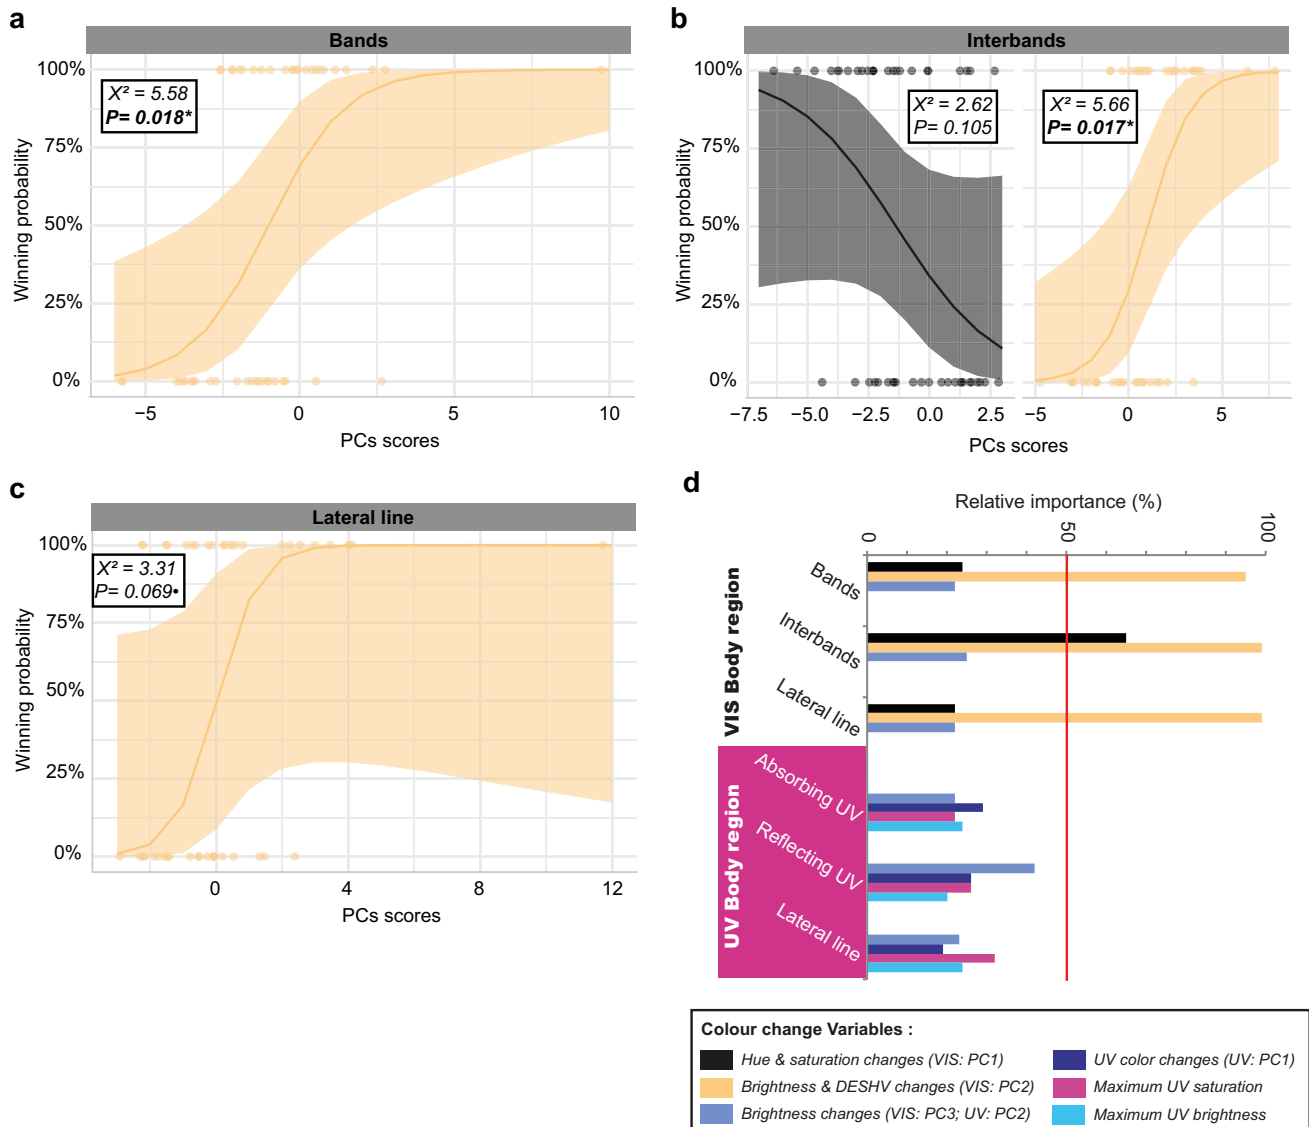 a
Bands
100%
75%
50%
25%
0%
Winning probability
X² = 5.58
P= 0.018*
−5
0
5
10
PCs scores
b
Interbands
100%
75%
50%
25%
0%
Winning probability
X² = 2.62
P= 0.105
X² = 5.66
P= 0.017*
−7.5
−5.0
−2.5
0.0
2.5
−5
0
5
PCs scores
c
Lateral line
100%
75%
50%
25%
0%
Winning probability
X² = 3.31
P= 0.069•
0
4
8
12
PCs scores
d
Relative importance (%)
0
50
100
VIS Body region
Bands
Interbands
Lateral line
UV Body region
Absorbing UV
Reflecting UV
Lateral line
Colour change Variables :
Hue & saturation changes (VIS: PC1)
Brightness & DESHV changes (VIS: PC2)
Brightness changes (VIS: PC3; UV: PC2)
UV color changes (UV: PC1)
Maximum UV saturation
Maximum UV brightness